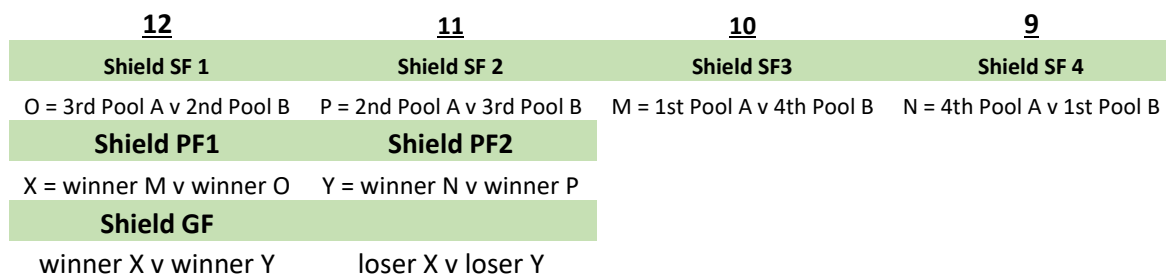 12 11 10 9
Shield SF 1 Shield SF 2 Shield SF3 Shield SF 4
O = 3rd Pool A v 2nd Pool B P = 2nd Pool A v 3rd Pool B M = 1st Pool A v 4th Pool B N = 4th Pool A v 1st Pool B
Shield PF1 Shield PF2
X = winner M v winner O Y = winner N v winner P
Shield GF
winner X v winner Y loser X v loser Y